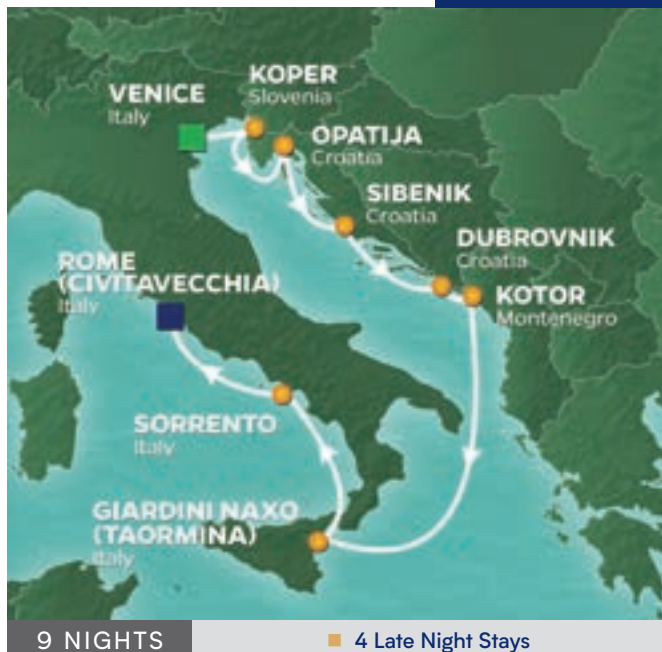 KOPER
Slovenia
VENICE
Italy
OPATIJA
Croatia
SIBENIK
Croatia
DUBROVNIK
Croatia
ROME
(CIVITAVECCHIA)
Italy
KOTOR
Montenegro
SORRENTO
Italy
GIARDINI NAXO
(TAORMINA)
Italy
9 NIGHTS
4 Late Night Stays